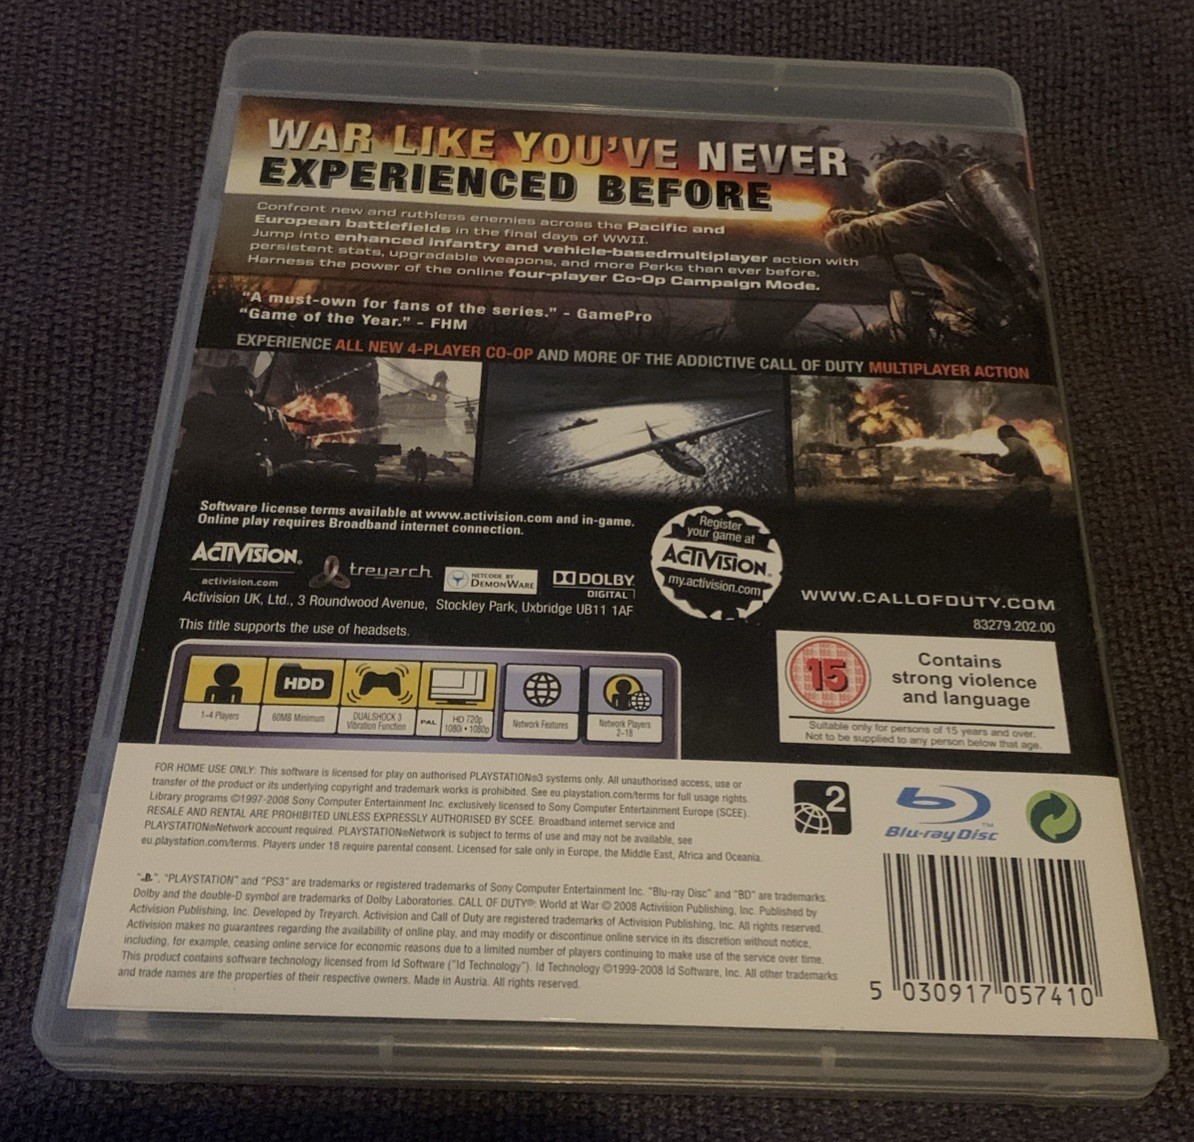 WAR LIKE YOU'VE NEVER
EXPERIENCED BEFORE
Confront new and ruthless enemies across the Pacific and
European battlefields in the final days of WWII.
Jump into enhanced infantry and vehicle-basedmultiplayer action with
persistent stats, upgradable weapons, and more Perks than ever before.
Harness the power of the online four-player Co-Op Campaign Mode.
"A must-own for fans of the series." - GamePro
"Game of the Year." - FHM
EXPERIENCE ALL NEW 4-PLAYER CO-OP AND MORE OF THE ADDICTIVE CALL OF DUTY MULTIPLAYER ACTION
Software license terms available at www.activision.com and in-game.
Online play requires Broadband internet connection.
ACTIVISION.
activision.com
treyarch
NETCODE BY
DEMONWARE
DOLBY
DIGITAL
Register
your game at
ACTIVISION.
my.activision.com
Activision UK, Ltd., 3 Roundwood Avenue, Stockley Park, Uxbridge UB11 1AF
This title supports the use of headsets.
WWW.CALLOFDUTY.COM
83279.202.00
HDD
1-4 Players
60MB Minimum
DUALSHOCK 3
Vibration Function
PAL
HD 720p
1080i • 1080p
Network Features
Network Players
2-18
15
Contains
strong violence
and language
Suitable only for persons of 15 years and over.
Not to be supplied to any person below that age.
FOR HOME USE ONLY: This software is licensed for play on authorised PLAYSTATION®3 systems only. All unauthorised access, use or
transfer of the product or its underlying copyright and trademark works is prohibited. See eu.playstation.com/terms for full usage rights.
Library programs ©1997-2008 Sony Computer Entertainment Inc. exclusively licensed to Sony Computer Entertainment Europe (SCEE).
RESALE AND RENTAL ARE PROHIBITED UNLESS EXPRESSLY AUTHORISED BY SCEE. Broadband internet service and
PLAYSTATION®Network account required. PLAYSTATION®Network is subject to terms of use and may not be available, see
eu.playstation.com/terms. Players under 18 require parental consent. Licensed for sale only in Europe, the Middle East, Africa and Oceania.
2
Blu-ray Disc
TM
" ", "PLAYSTATION" and "PS3" are trademarks or registered trademarks of Sony Computer Entertainment Inc. "Blu-ray Disc" and "BD" are trademarks.
Dolby and the double-D symbol are trademarks of Dolby Laboratories. CALL OF DUTY®: World at War © 2008 Activision Publishing, Inc. Published by
Activision Publishing, Inc. Developed by Treyarch. Activision and Call of Duty are registered trademarks of Activision Publishing, Inc. All rights reserved.
Activision makes no guarantees regarding the availability of online play, and may modify or discontinue online service in its discretion without notice,
including, for example, ceasing online service for economic reasons due to a limited number of players continuing to make use of the service over time.
This product contains software technology licensed from Id Software ("Id Technology"). Id Technology ©1999-2008 Id Software, Inc. All other trademarks
and trade names are the properties of their respective owners. Made in Austria. All rights reserved.
5 030917 057410